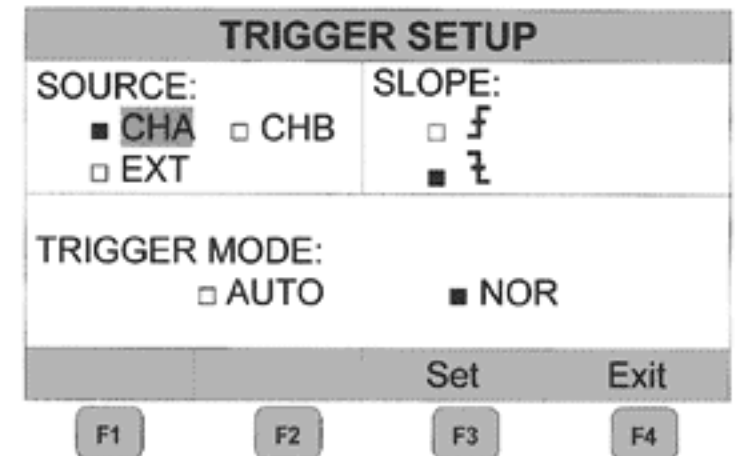 TRIGGER SETUP
SOURCE:
■ CHA □ CHB
□ EXT
SLOPE:
TRIGGER MODE:
□ AUTO ■ NOR
Set Exit
F1 F2 F3 F4